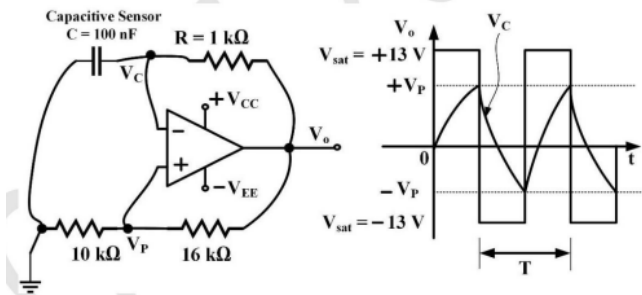 Capacitive Sensor
C = 100 nF
R = 1 kΩ
V_C
+V_CC
−
+
−V_EE
V_o
10 kΩ
V_P
16 kΩ
V_o
V_C
V_sat = +13 V
+V_P
0
t
−V_P
V_sat = −13 V
T